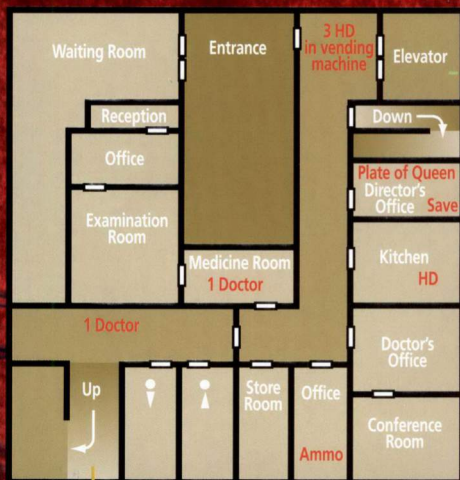 Waiting Room
Entrance
3 HD
in vending
machine
Elevator
Reception
Down
Office
Plate of Queen
Director's
Office
Save
Examination
Room
Medicine Room
1 Doctor
Kitchen
HD
1 Doctor
Doctor's
Office
Up
Store
Room
Office
Ammo
Conference
Room